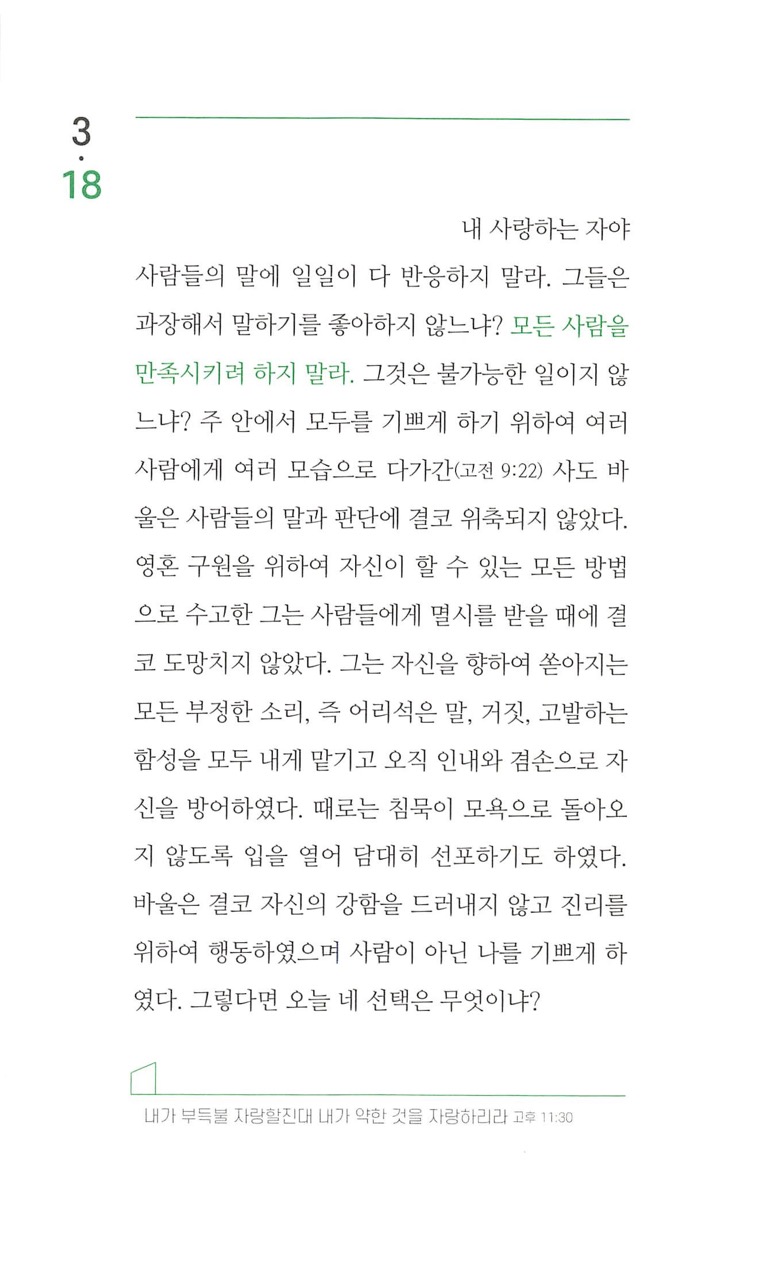 3
·
18
내 사랑하는 자야
사람들의 말에 일일이 다 반응하지 말라. 그들은
과장해서 말하기를 좋아하지 않느냐? 모든 사람을
만족시키려 하지 말라. 그것은 불가능한 일이지 않
느냐? 주 안에서 모두를 기쁘게 하기 위하여 여러
사람에게 여러 모습으로 다가간(고전 9:22) 사도 바
울은 사람들의 말과 판단에 결코 위축되지 않았다.
영혼 구원을 위하여 자신이 할 수 있는 모든 방법
으로 수고한 그는 사람들에게 멸시를 받을 때에 결
코 도망치지 않았다. 그는 자신을 향하여 쏟아지는
모든 부정한 소리, 즉 어리석은 말, 거짓, 고발하는
함성을 모두 내게 맡기고 오직 인내와 겸손으로 자
신을 방어하였다. 때로는 침묵이 모욕으로 돌아오
지 않도록 입을 열어 담대히 선포하기도 하였다.
바울은 결코 자신의 강함을 드러내지 않고 진리를
위하여 행동하였으며 사람이 아닌 나를 기쁘게 하
였다. 그렇다면 오늘 네 선택은 무엇이냐?
내가 부득불 자랑할진대 내가 약한 것을 자랑하리라 고후 11:30